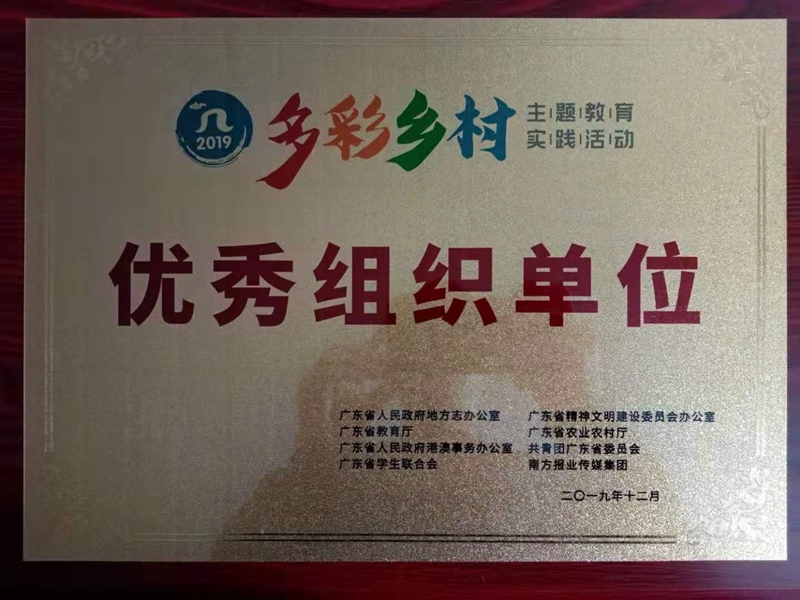 2019
多彩乡村
主题教育
实践活动
优秀组织单位
广东省人民政府地方志办公室 广东省精神文明建设委员会办公室
广东省教育厅 广东省农业农村厅
广东省人民政府港澳事务办公室 共青团广东省委员会
广东省学生联合会 南方报业传媒集团
二〇一九年十二月